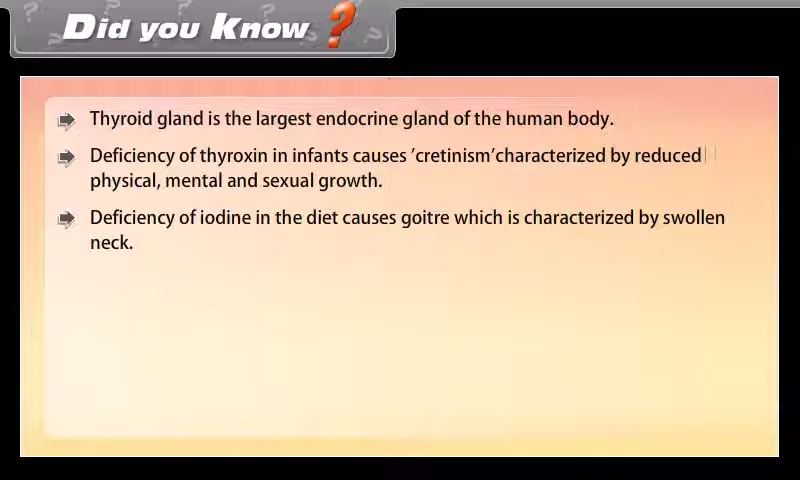 Did you Know ?
Thyroid gland is the largest endocrine gland of the human body.
Deficiency of thyroxin in infants causes ‘cretinism’characterized by reduced
physical, mental and sexual growth.
Deficiency of iodine in the diet causes goitre which is characterized by swollen
neck.